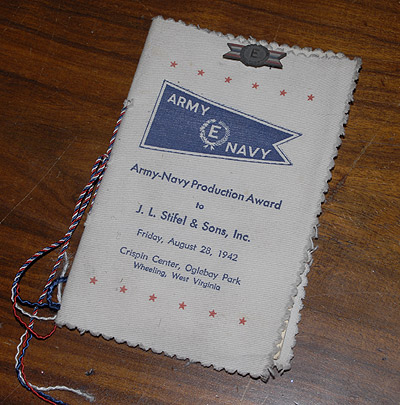 E
ARMY
E
NAVY
Army-Navy Production Award
to
J. L. Stifel & Sons, Inc.
Friday, August 28, 1942
Crispin Center, Oglebay Park
Wheeling, West Virginia